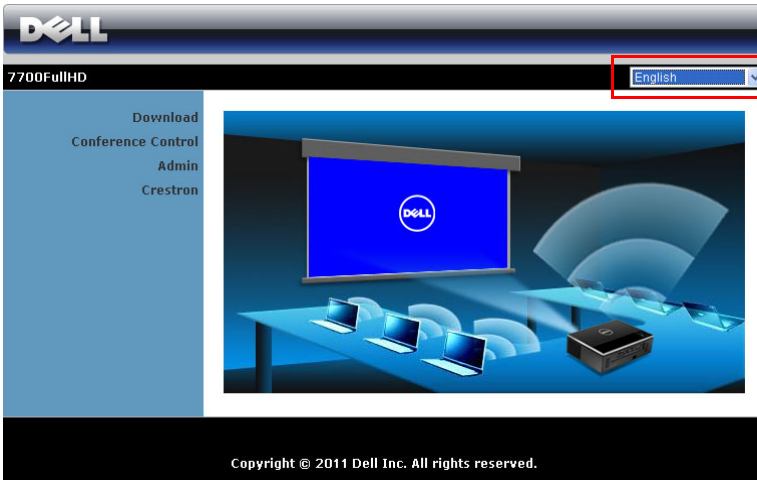 DELL
7700FullHD
English
Download
Conference Control
Admin
Crestron
DELL
Copyright © 2011 Dell Inc. All rights reserved.